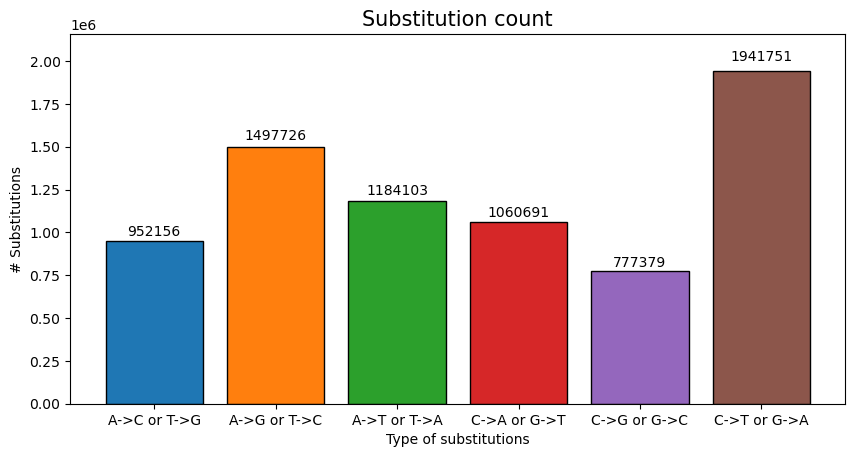 Substitution count
1e6
2.00
1.75
1.50
1.25
1.00
0.75
0.50
0.25
0.00
# Substitutions
952156
1497726
1184103
1060691
777379
1941751
A->C or T->G
A->G or T->C
A->T or T->A
C->A or G->T
C->G or G->C
C->T or G->A
Type of substitutions